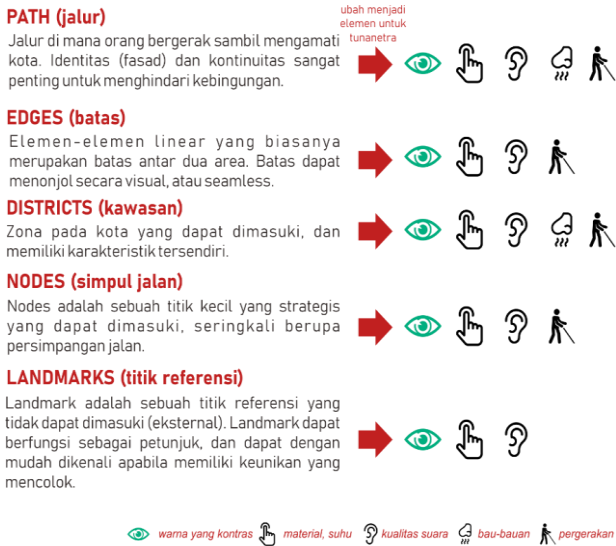 PATH (jalur)
ubah menjadi
elemen untuk
tunanetra
Jalur di mana orang bergerak sambil mengamati
kota. Identitas (fasad) dan kontinuitas sangat
penting untuk menghindari kebingungan.
EDGES (batas)
Elemen-elemen linear yang biasanya
merupakan batas antar dua area. Batas dapat
menonjol secara visual, atau seamless.
DISTRICTS (kawasan)
Zona pada kota yang dapat dimasuki, dan
memiliki karakteristik tersendiri.
NODES (simpul jalan)
Nodes adalah sebuah titik kecil yang strategis
yang dapat dimasuki, seringkali berupa
persimpangan jalan.
LANDMARKS (titik referensi)
Landmark adalah sebuah titik referensi yang
tidak dapat dimasuki (eksternal). Landmark dapat
berfungsi sebagai petunjuk, dan dapat dengan
mudah dikenali apabila memiliki keunikan yang
mencolok.
warna yang kontras material, suhu kualitas suara bau-bauan pergerakan